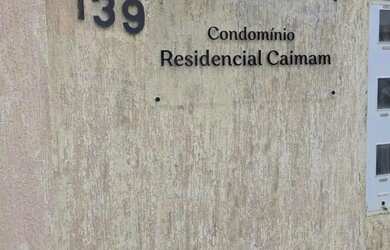 139
Condomínio
Residencial Caimam